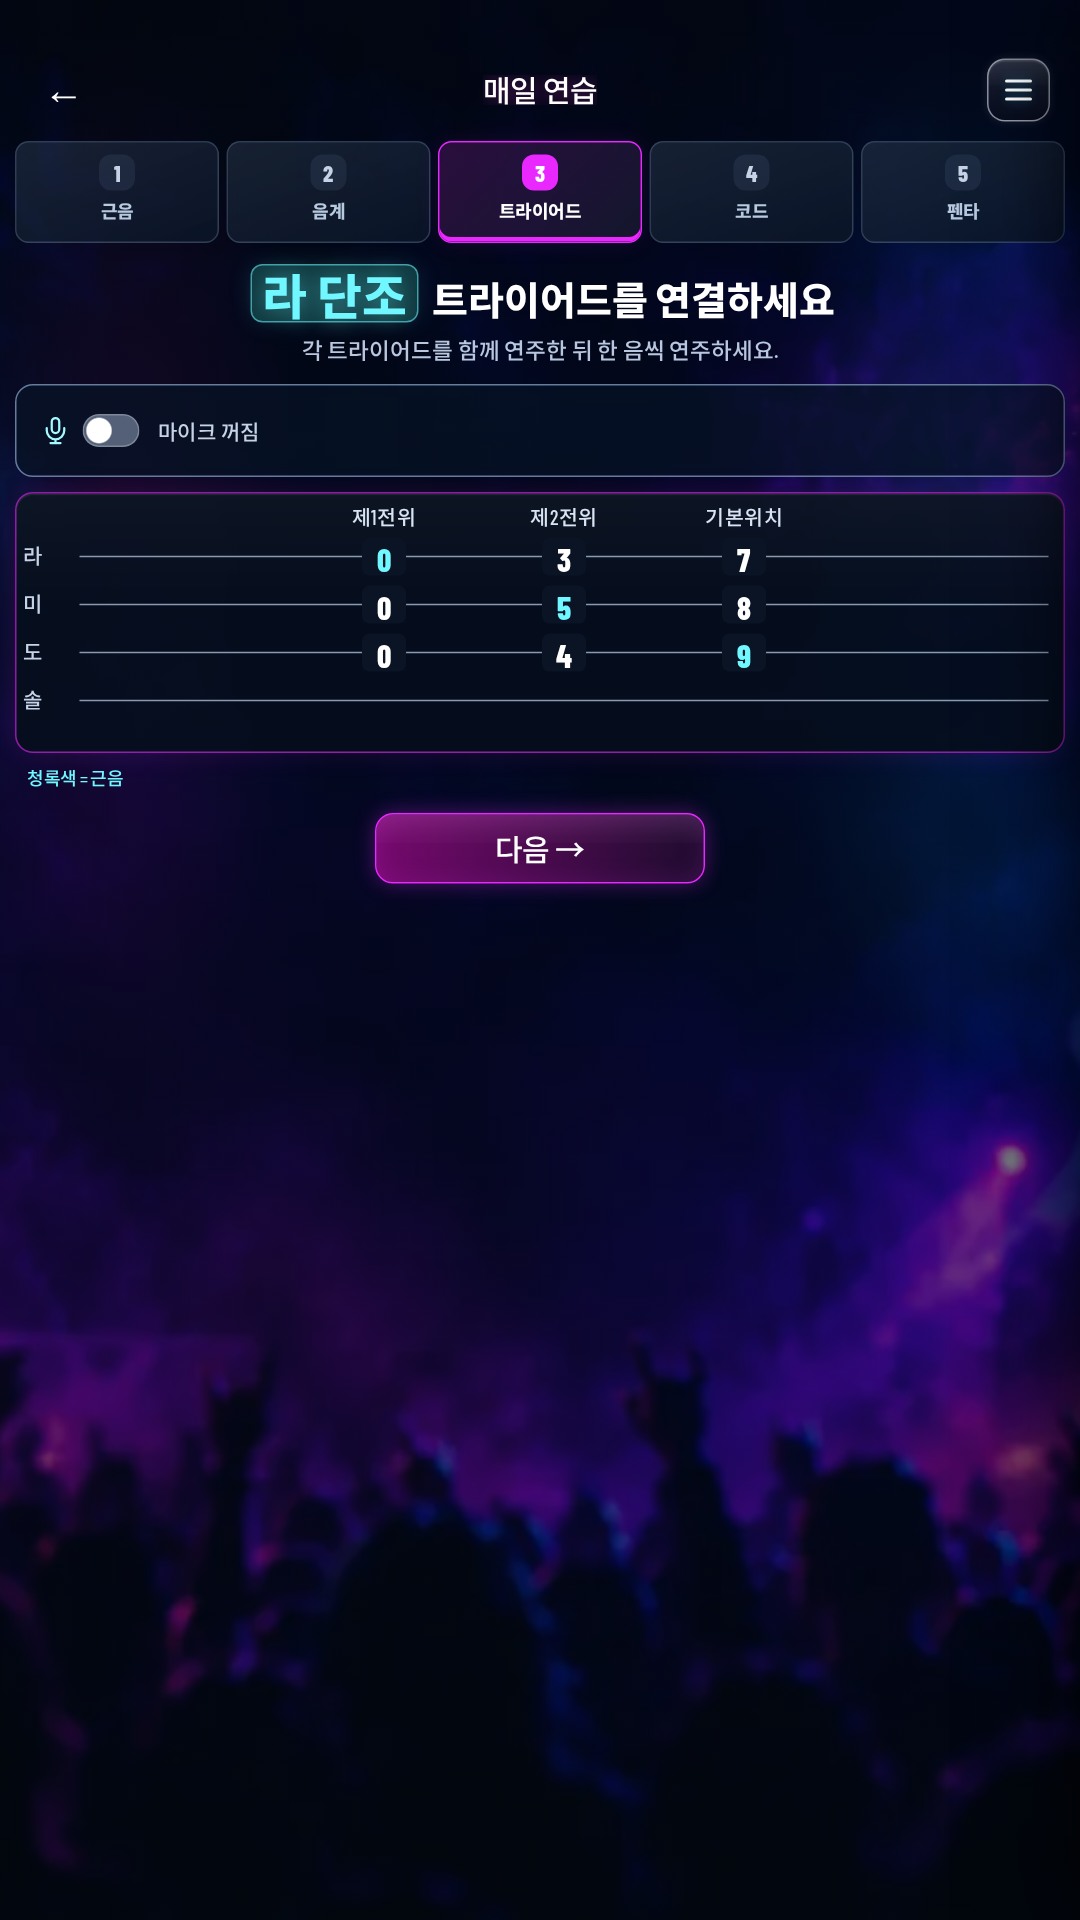 ←
매일 연습
1
근음
2
음계
3
트라이어드
4
코드
5
펜타
라 단조 트라이어드를 연결하세요
각 트라이어드를 함께 연주한 뒤 한 음씩 연주하세요.
마이크 꺼짐
제1전위 제2전위 기본위치
라 0 3 7
미 0 5 8
도 0 4 9
솔
청록색 = 근음
다음 →